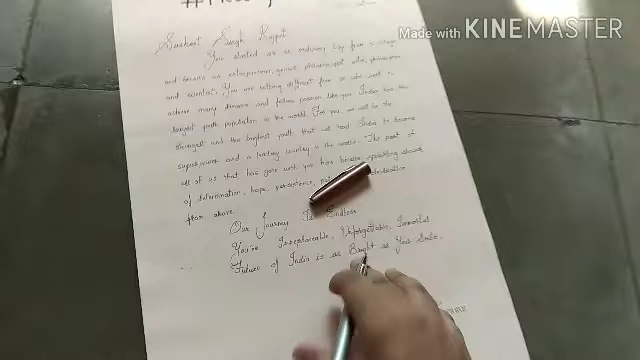 Made with KINEMASTER
Sushant Singh Rajput
You started as an ordinary boy from a village
and became an entrepreneur, genius, philanthropist, actor, philosopher
and scientist. You are nothing different from us who want to
achieve many dreams and follow passion like you. India has the
largest youth population in the world. For you, we will be the
strongest and the brightest youth that will lead India to become
superpower and a leading country in the world. The part of
all of us that has gone with you has become sparkling
of determination, hope, persistence,
from above.
Our Journey Is Endless
You're Irreplaceable, Unforgettable, Immortal
Future of India is as Bright as Your Smile.